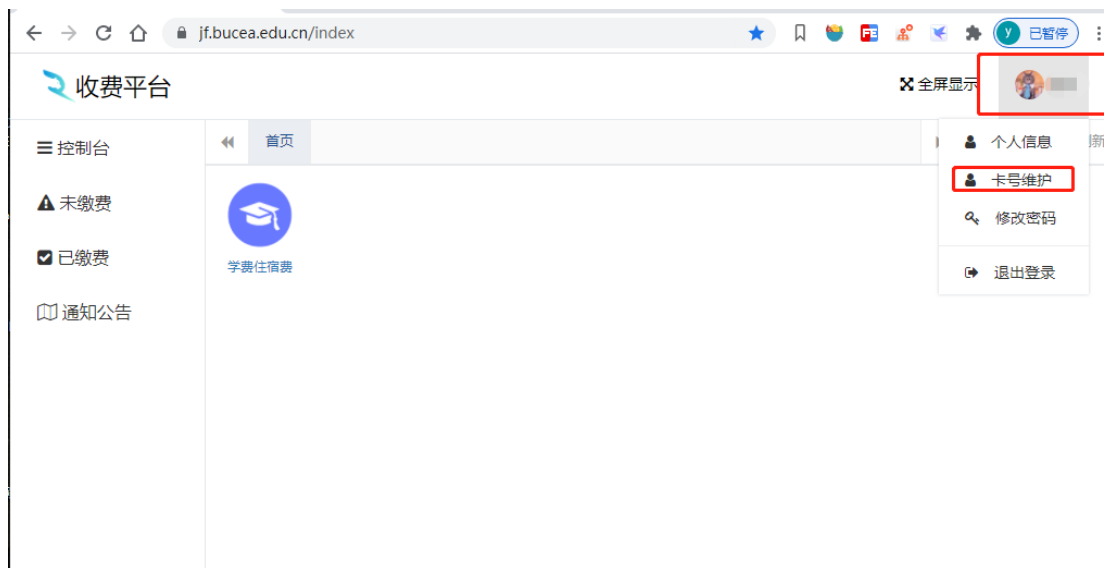 jf.bucea.edu.cn/index
y 已暂停
收费平台
全屏显示
控制台
首页
个人信息
新
未缴费
卡号维护
修改密码
已缴费
学费住宿费
退出登录
通知公告